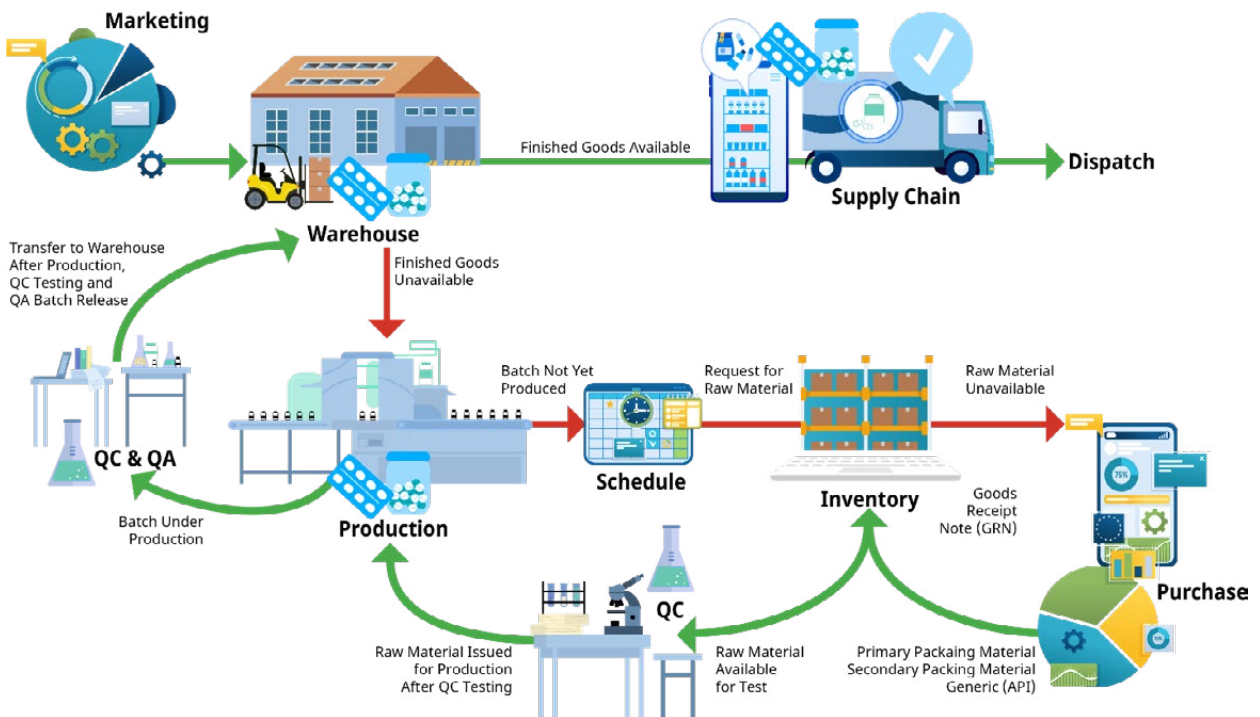 Marketing
Finished Goods Available
Dispatch
Supply Chain
Warehouse
Transfer to Warehouse
After Production,
QC Testing and
QA Batch Release
Finished Goods
Unavailable
Batch Not Yet
Produced
Request for
Raw Material
Raw Material
Unavailable
QC & QA
Schedule
Inventory
75%
Goods
Receipt
Note (GRN)
Batch Under
Production
Production
QC
Purchase
Raw Material Issued
for Production
After QC Testing
Raw Material
Available
for Test
Primary Packaing Material
Secondary Packing Material
Generic (API)